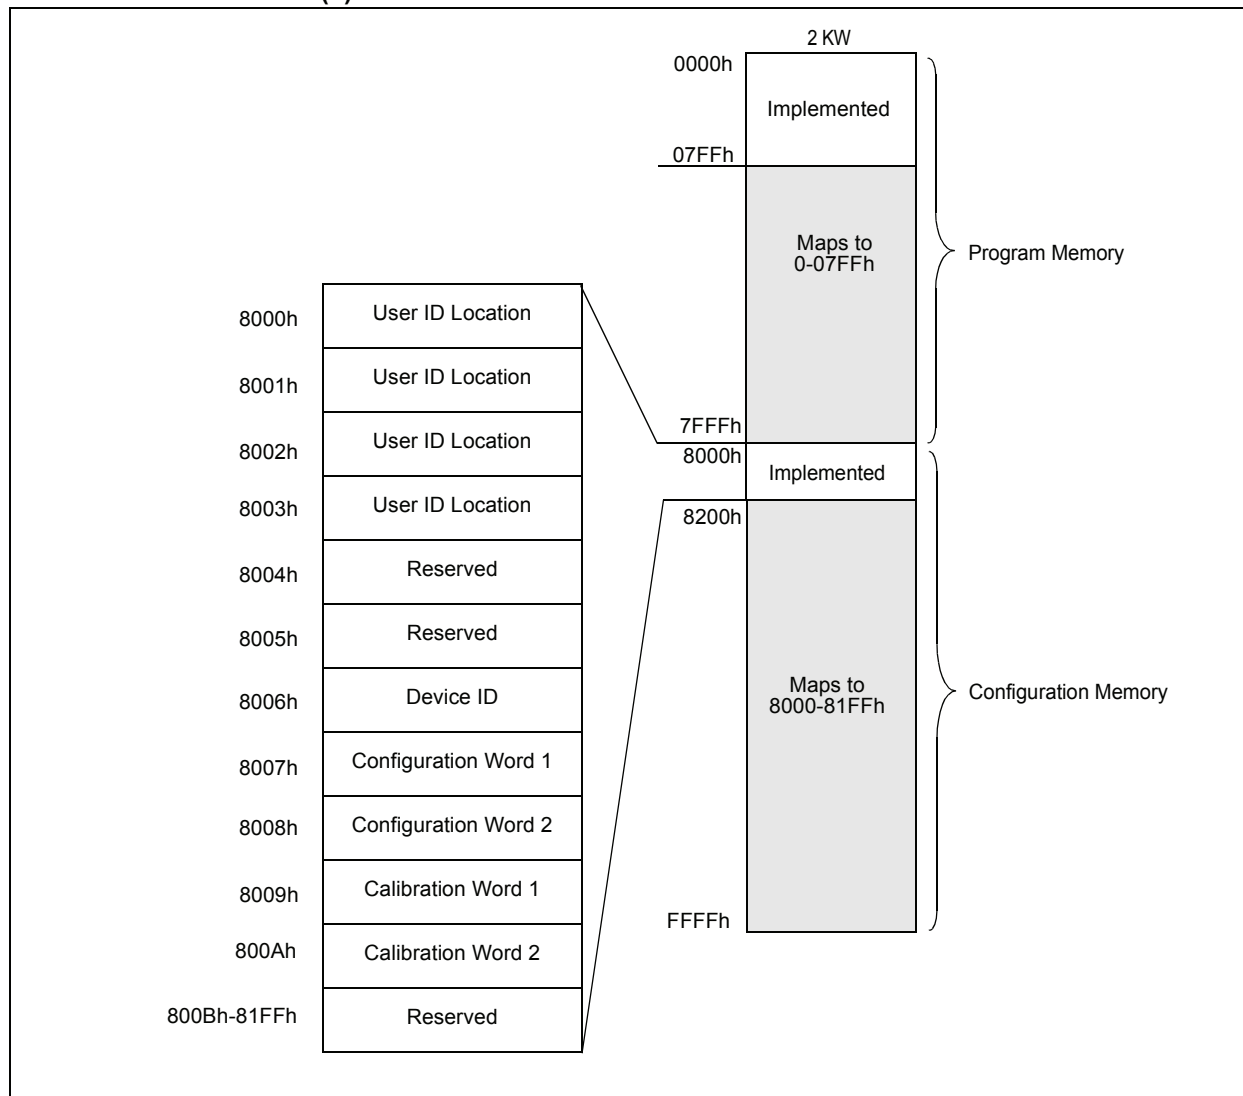 2 KW
0000h
Implemented
07FFh
Maps to
0-07FFh
Program Memory
7FFFh
8000h
Implemented
8200h
Maps to
8000-81FFh
Configuration Memory
FFFFh
8000h User ID Location
8001h User ID Location
8002h User ID Location
8003h User ID Location
8004h Reserved
8005h Reserved
8006h Device ID
8007h Configuration Word 1
8008h Configuration Word 2
8009h Calibration Word 1
800Ah Calibration Word 2
800Bh-81FFh Reserved